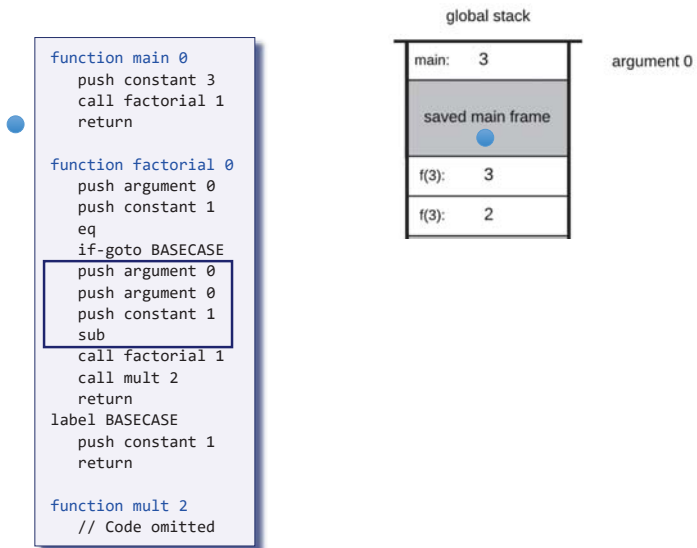 function main 0
push constant 3
call factorial 1
return
function factorial 0
push argument 0
push constant 1
eq
if-goto BASECASE
push argument 0
push argument 0
push constant 1
sub
call factorial 1
call mult 2
return
label BASECASE
push constant 1
return
function mult 2
// Code omitted
global stack
main: 3
argument 0
saved main frame
f(3): 3
f(3): 2